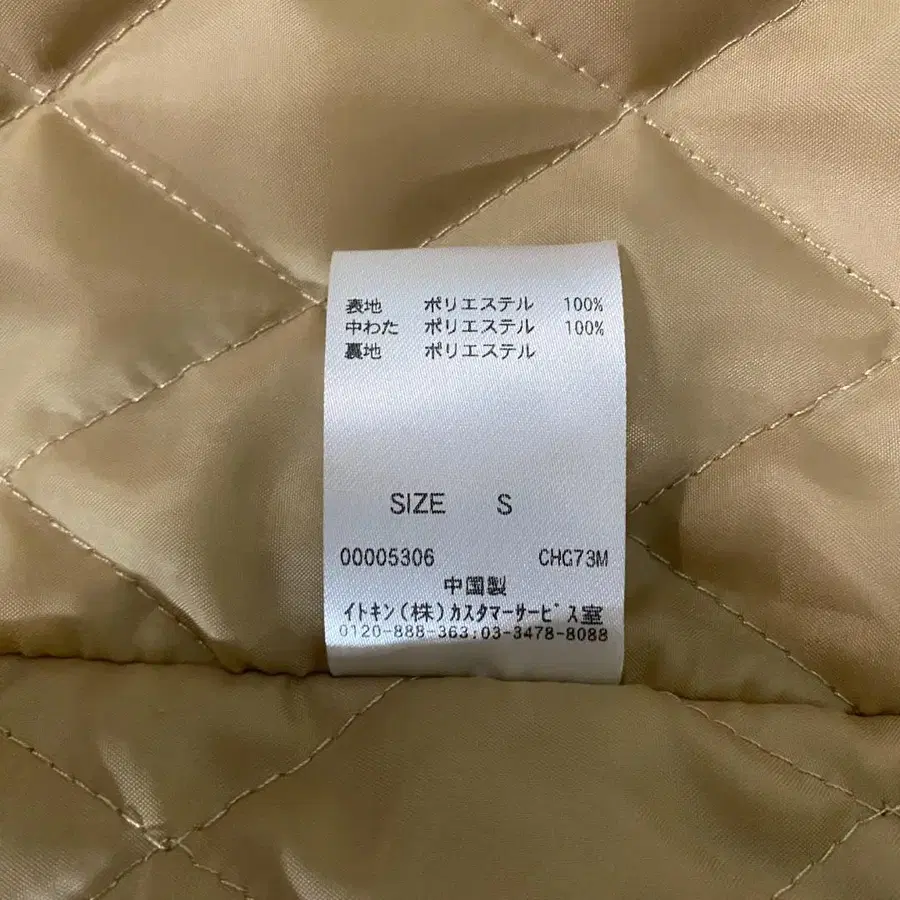 表地 ポリエステル 100%
中わた ポリエステル 100%
裏地 ポリエステル
SIZE S
00005306 CHG73M
中国製
イトキン(株)カスタマーサービス室
0120-888-363;03-3478-8088